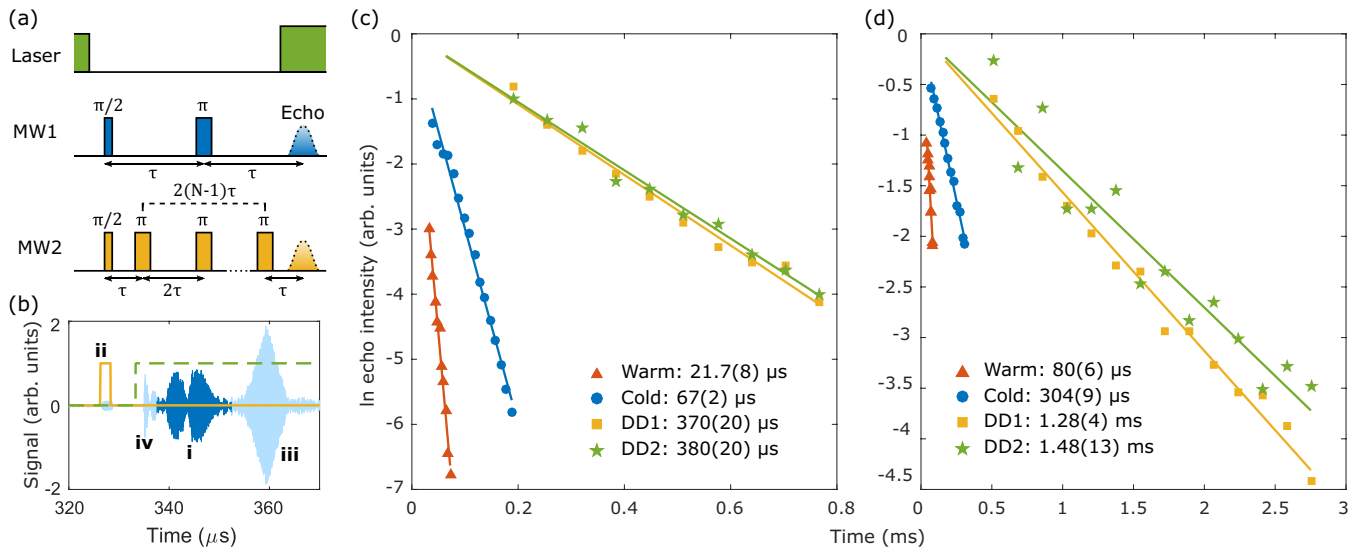 (a)
Laser
π/2
π
Echo
MW1
τ
τ
2(N-1)τ
π/2
π
π
π
MW2
τ
2τ
τ
(b)
Signal (arb. units)
2
0
-2
ii
iv
i
iii
320
340
360
Time (μs)
(c)
ln echo intensity (arb. units)
-0
-1
-2
-3
-4
-5
-6
-7
0
0.2
0.4
0.6
0.8
Warm: 21.7(8) μs
Cold: 67(2) μs
DD1: 370(20) μs
DD2: 380(20) μs
(d)
-0
-0.5
-1
-1.5
-2
-2.5
-3
-3.5
-4
-4.5
0
0.5
1
1.5
2
2.5
3
Warm: 80(6) μs
Cold: 304(9) μs
DD1: 1.28(4) ms
DD2: 1.48(13) ms
Time (ms)